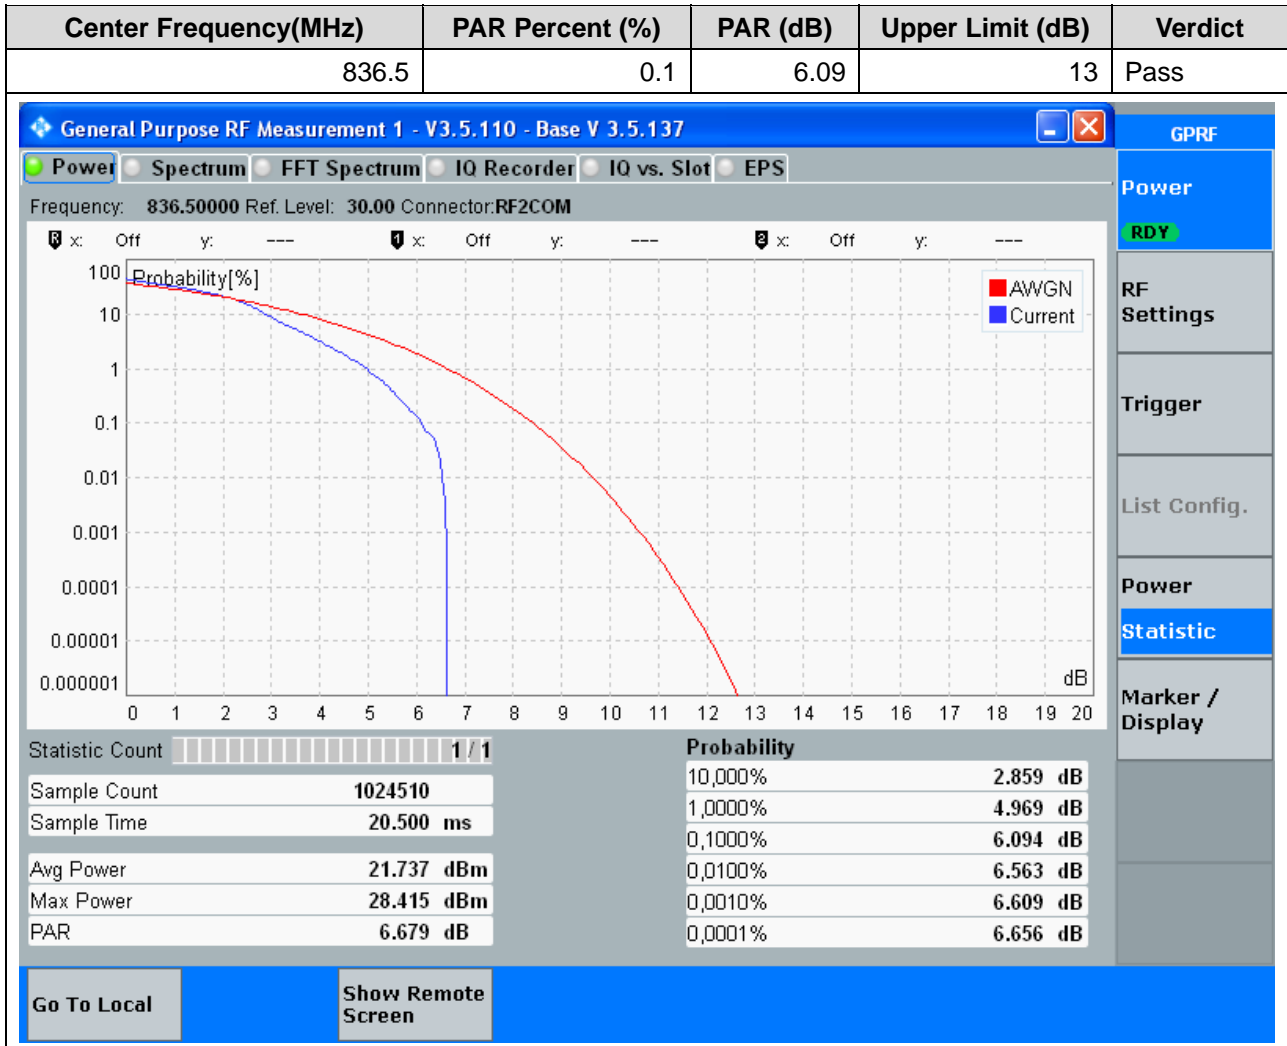 Center Frequency(MHz) PAR Percent (%) PAR (dB) Upper Limit (dB) Verdict
836.5 0.1 6.09 13 Pass
General Purpose RF Measurement 1 - V3.5.110 - Base V 3.5.137
GPRF
Power Spectrum FFT Spectrum IQ Recorder IQ vs. Slot EPS
Power
RDY
Frequency: 836.50000 Ref. Level: 30.00 Connector:RF2COM
R x: Off y: --- 1 x: Off y: --- 2 x: Off y: ---
Probability[%]
AWGN
Current
100
10
1
0.1
0.01
0.001
0.0001
0.00001
0.000001
dB
0 1 2 3 4 5 6 7 8 9 10 11 12 13 14 15 16 17 18 19 20
RF
Settings
Trigger
List Config.
Power
Statistic
Marker /
Display
Statistic Count 1 / 1
Sample Count 1024510
Sample Time 20.500 ms
Avg Power 21.737 dBm
Max Power 28.415 dBm
PAR 6.679 dB
Probability
10,000% 2.859 dB
1,0000% 4.969 dB
0,1000% 6.094 dB
0,0100% 6.563 dB
0,0010% 6.609 dB
0,0001% 6.656 dB
Go To Local
Show Remote
Screen